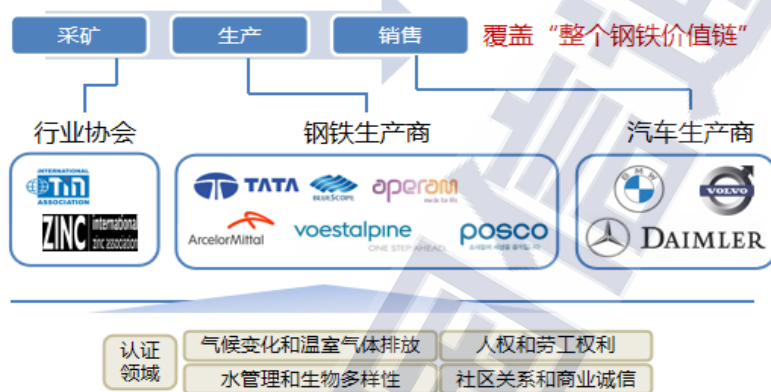 采矿
生产
销售
覆盖“整个钢铁价值链”
行业协会
钢铁生产商
汽车生产商
INTERNATIONAL
TIN
ASSOCIATION
ZINC international
zinc association
TATA
BLUESCOPE
aperam
made for life
ArcelorMittal
voestalpine
ONE STEP AHEAD.
posco
BMW
VOLVO
DAIMLER
认证
领域
气候变化和温室气体排放
人权和劳工权利
水管理和生物多样性
社区关系和商业诚信